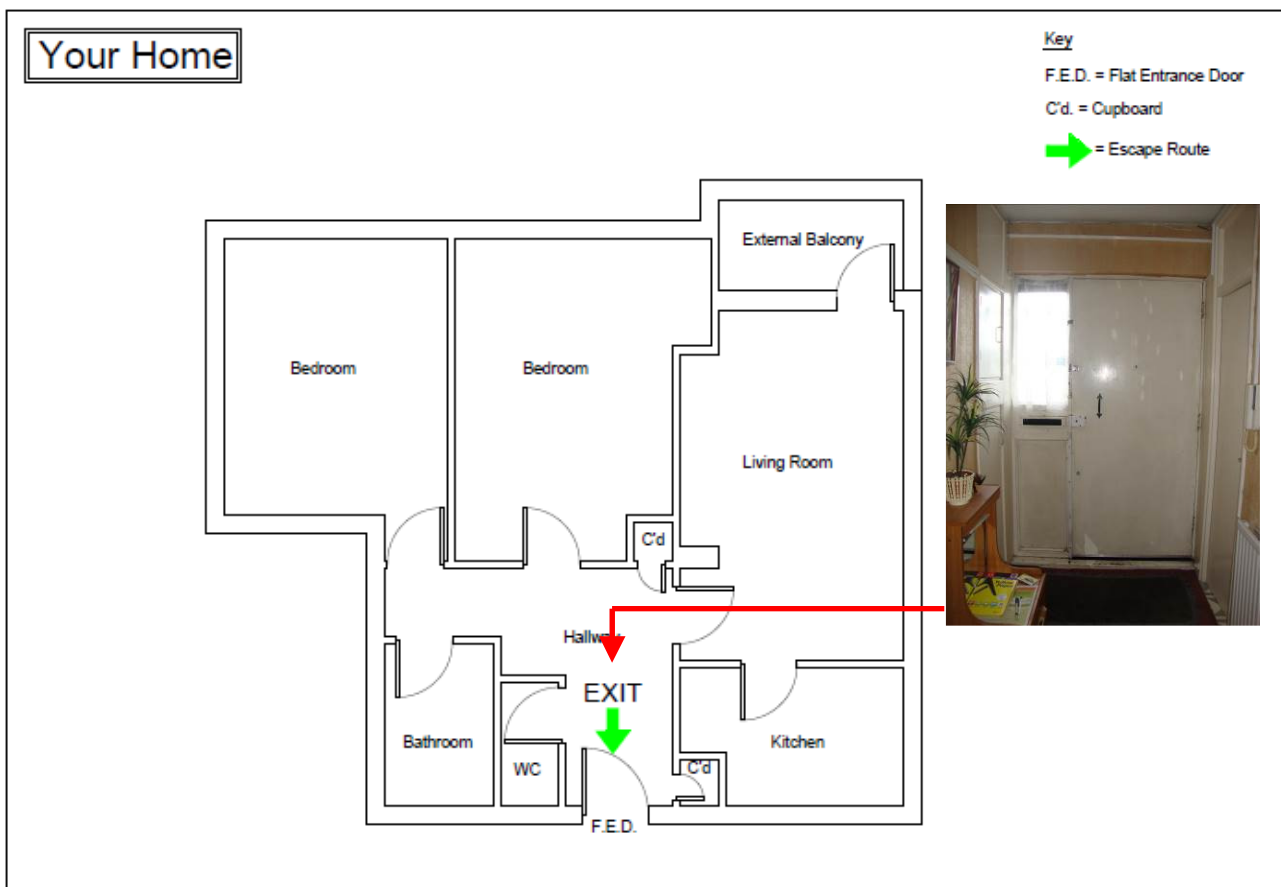 Your Home
Key
F.E.D. = Flat Entrance Door
C'd. = Cupboard
= Escape Route
External Balcony
Bedroom
Bedroom
Living Room
C'd
Hallway
EXIT
Bathroom
WC
Kitchen
C'd
F.E.D.